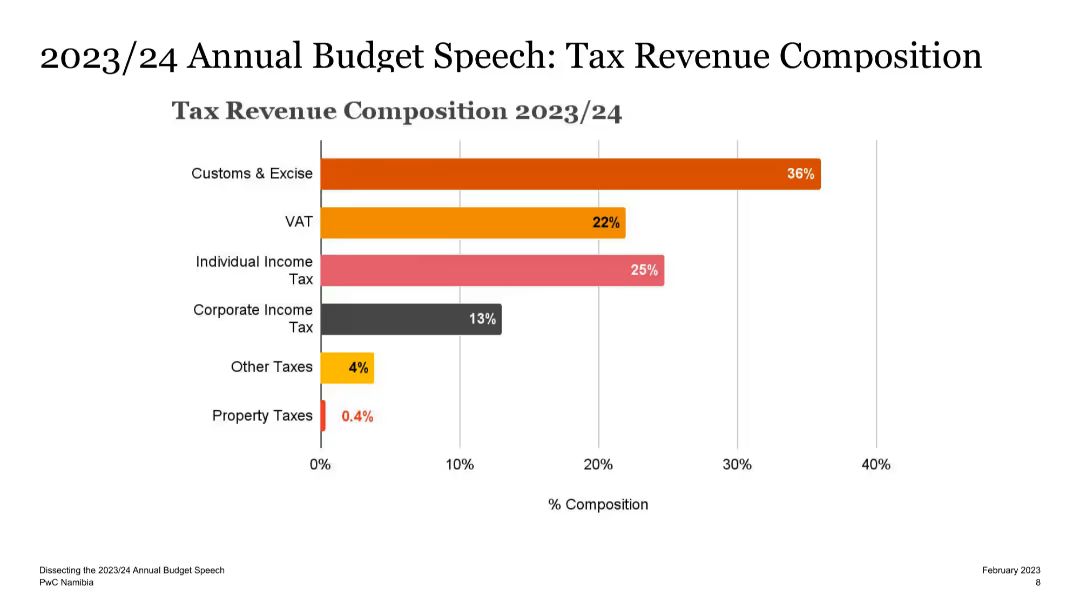 2023/24 Annual Budget Speech: Tax Revenue Composition
Tax Revenue Composition 2023/24
Customs & Excise
36%
VAT
22%
Individual Income
Tax
25%
Corporate Income
Tax
13%
Other Taxes
4%
Property Taxes
0.4%
0%
10%
20%
30%
40%
% Composition
Dissecting the 2023/24 Annual Budget Speech
PwC Namibia
February 2023
8